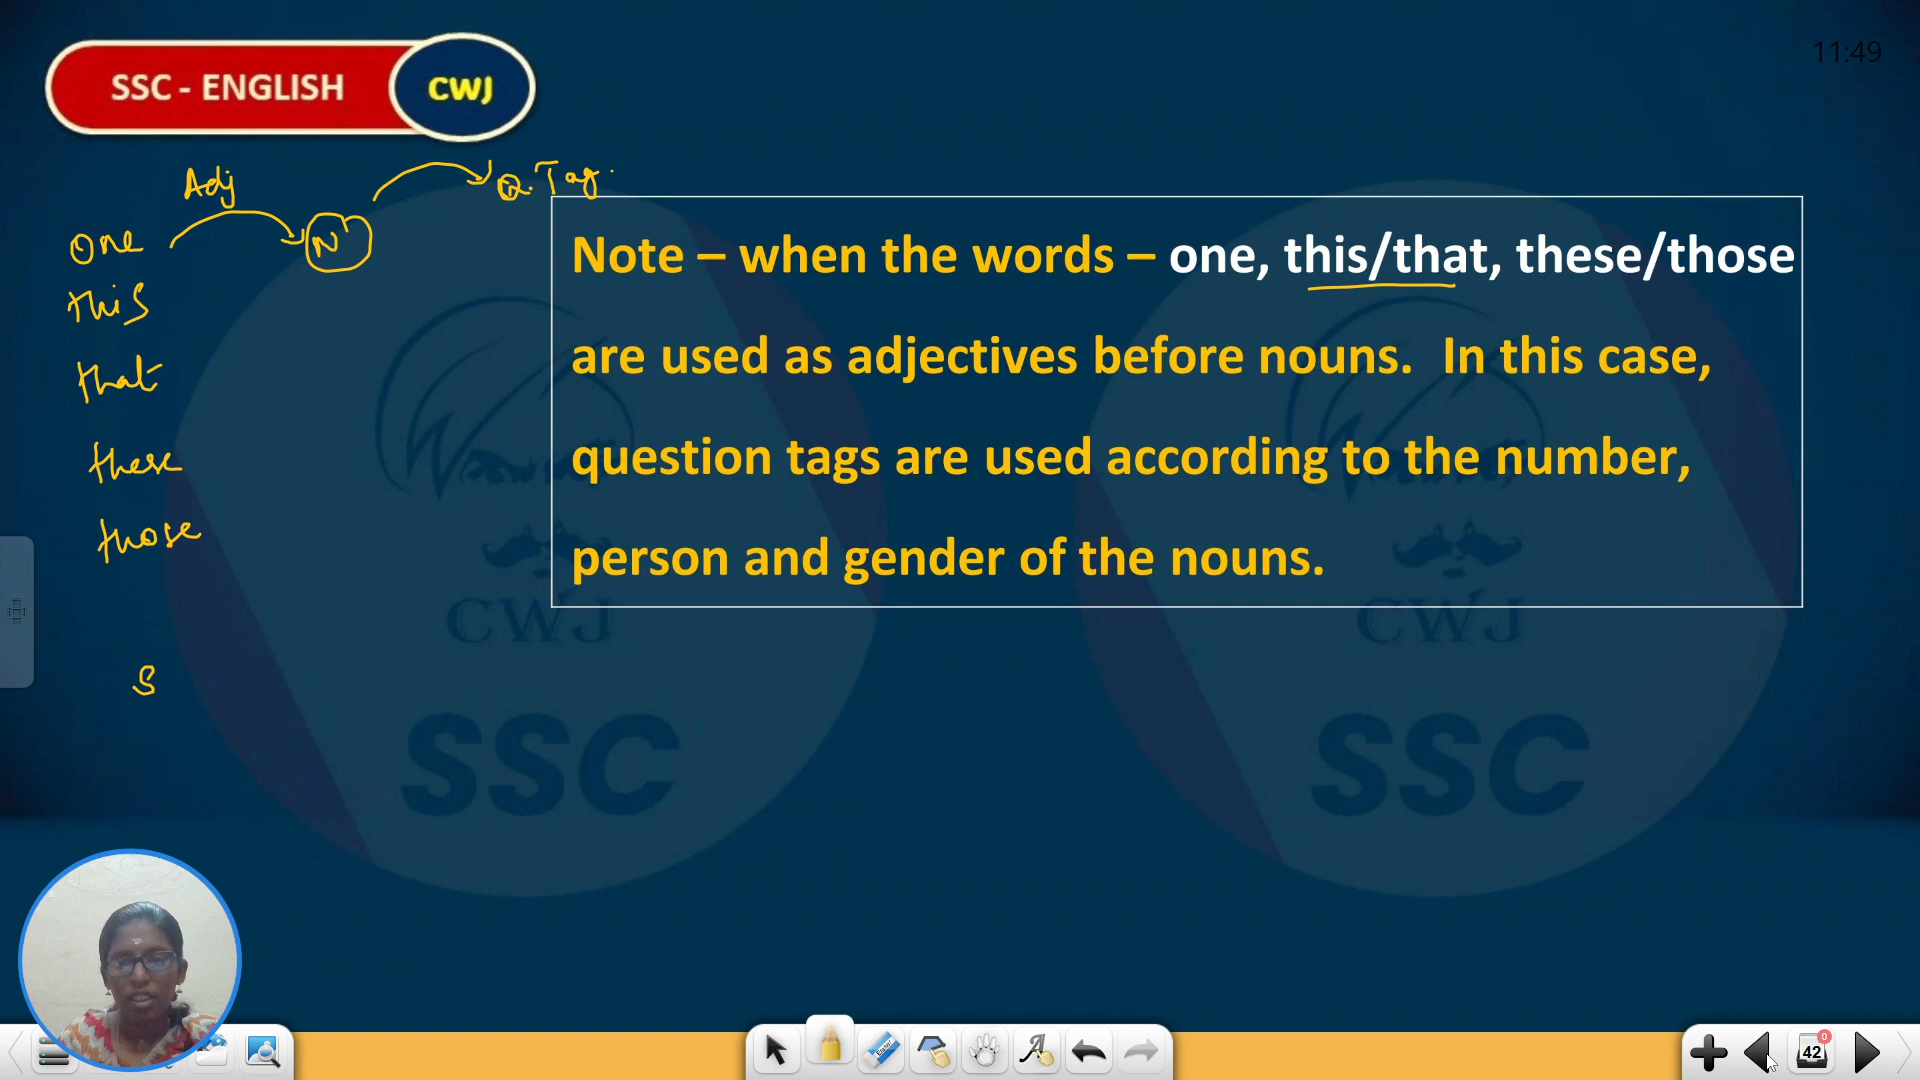 SSC - ENGLISH
CWJ
11:49
Adj
Q.Tag.
one
N
this
that
these
those
S
Note – when the words – one, this/that, these/those
are used as adjectives before nouns. In this case,
question tags are used according to the number,
person and gender of the nouns.
CWJ
CWJ
SSC
SSC
Eraser
A
0
42